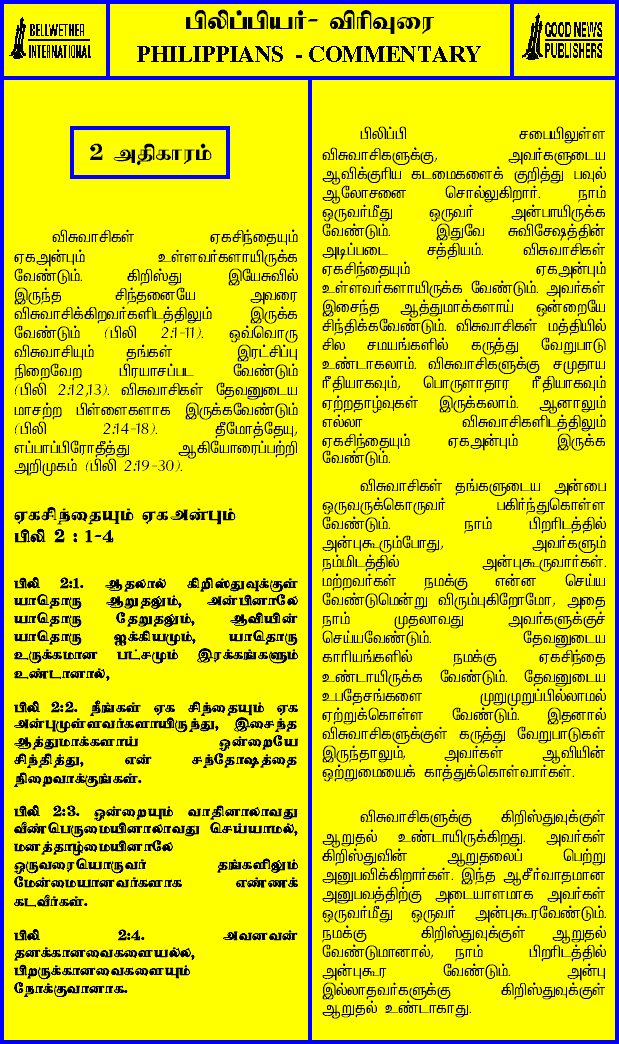 BELLWETHER
INTERNATIONAL
பிலிப்பியர்- விரிவுரை
PHILIPPIANS - COMMENTARY
GOOD NEWS
PUBLISHERS
2 அதிகாரம்
விசுவாசிகள் ஏகசிந்தையும்
ஏகஅன்பும் உள்ளவர்களாயிருக்க
வேண்டும். கிறிஸ்து இயேசுவில்
இருந்த சிந்தனையே அவரை
விசுவாசிக்கிறவர்களிடத்திலும் இருக்க
வேண்டும் (பிலி 2:1-11). ஒவ்வொரு
விசுவாசியும் தங்கள் இரட்சிப்பு
நிறைவேற பிரயாசப்பட வேண்டும்
(பிலி 2:12,13). விசுவாசிகள் தேவனுடைய
மாசற்ற பிள்ளைகளாக இருக்கவேண்டும்
(பிலி 2:14-18). தீமோத்தேயு,
எப்பாப்பிரோதீத்து ஆகியோரைப்பற்றி
அறிமுகம் (பிலி 2:19-30).
ஏகசிந்தையும் ஏகஅன்பும்
பிலி 2 : 1-4
பிலி 2:1. ஆதலால் கிறிஸ்துவுக்குள்
யாதொரு ஆறுதலும், அன்பினாலே
யாதொரு தேறுதலும், ஆவியின்
யாதொரு ஐக்கியமும், யாதொரு
உருக்கமான பட்சமும் இரக்கங்களும்
உண்டானால்,
பிலி 2:2. நீங்கள் ஏக சிந்தையும் ஏக
அன்புமுள்ளவர்களாயிருந்து, இசைந்த
ஆத்துமாக்களாய் ஒன்றையே
சிந்தித்து, என் சந்தோஷத்தை
நிறைவாக்குங்கள்.
பிலி 2:3. ஒன்றையும் வாதினாலாவது
வீண்பெருமையினாலாவது செய்யாமல்,
மனத்தாழ்மையினாலே
ஒருவரையொருவர் தங்களிலும்
மேன்மையானவர்களாக எண்ணக்
கடவீர்கள்.
பிலி 2:4. அவனவன்
தனக்கானவைகளையல்ல,
பிறருக்கானவைகளையும்
நோக்குவானாக.
பிலிப்பி சபையிலுள்ள
விசுவாசிகளுக்கு, அவர்களுடைய
ஆவிக்குரிய கடமைகளைக் குறித்து பவுல்
ஆலோசனை சொல்லுகிறார். நாம்
ஒருவர்மீது ஒருவர் அன்பாயிருக்க
வேண்டும். இதுவே சுவிசேஷத்தின்
அடிப்படை சத்தியம். விசுவாசிகள்
ஏகசிந்தையும் ஏகஅன்பும்
உள்ளவர்களாயிருக்க வேண்டும். அவர்கள்
இசைந்த ஆத்துமாக்களாய் ஒன்றையே
சிந்திக்கவேண்டும். விசுவாசிகள் மத்தியில்
சில சமயங்களில் கருத்து வேறுபாடு
உண்டாகலாம். விசுவாசிகளுக்கு சமுதாய
ரீதியாகவும், பொருளாதார ரீதியாகவும்
ஏற்றதாழ்வுகள் இருக்கலாம். ஆனாலும்
எல்லா விசுவாசிகளிடத்திலும்
ஏகசிந்தையும் ஏகஅன்பும் இருக்க
வேண்டும்.
விசுவாசிகள் தங்களுடைய அன்பை
ஒருவருக்கொருவர் பகிர்ந்துகொள்ள
வேண்டும். நாம் பிறரிடத்தில்
அன்புகூரும்போது, அவர்களும்
நம்மிடத்தில் அன்புகூருவார்கள்.
மற்றவர்கள் நமக்கு என்ன செய்ய
வேண்டுமென்று விரும்புகிறோமோ, அதை
நாம் முதலாவது அவர்களுக்குச்
செய்யவேண்டும். தேவனுடைய
காரியங்களில் நமக்கு ஏகசிந்தை
உண்டாயிருக்க வேண்டும். தேவனுடைய
உபதேசங்களை முறுமுறுப்பில்லாமல்
ஏற்றுக்கொள்ள வேண்டும். இதனால்
விசுவாசிகளுக்குள் கருத்து வேறுபாடுகள்
இருந்தாலும், அவர்கள் ஆவியின்
ஒற்றுமையைக் காத்துக்கொள்வார்கள்.
விசுவாசிகளுக்கு கிறிஸ்துவுக்குள்
ஆறுதல் உண்டாயிருக்கிறது. அவர்கள்
கிறிஸ்துவின் ஆறுதலைப் பெற்று
அனுபவிக்கிறார்கள். இந்த ஆசீர்வாதமான
அனுபவத்திற்கு அடையாளமாக அவர்கள்
ஒருவர்மீது ஒருவர் அன்புகூரவேண்டும்.
நமக்கு கிறிஸ்துவுக்குள் ஆறுதல்
வேண்டுமானால், நாம் பிறரிடத்தில்
அன்புகூர வேண்டும். அன்பு
இல்லாதவர்களுக்கு கிறிஸ்துவுக்குள்
ஆறுதல் உண்டாகாது.